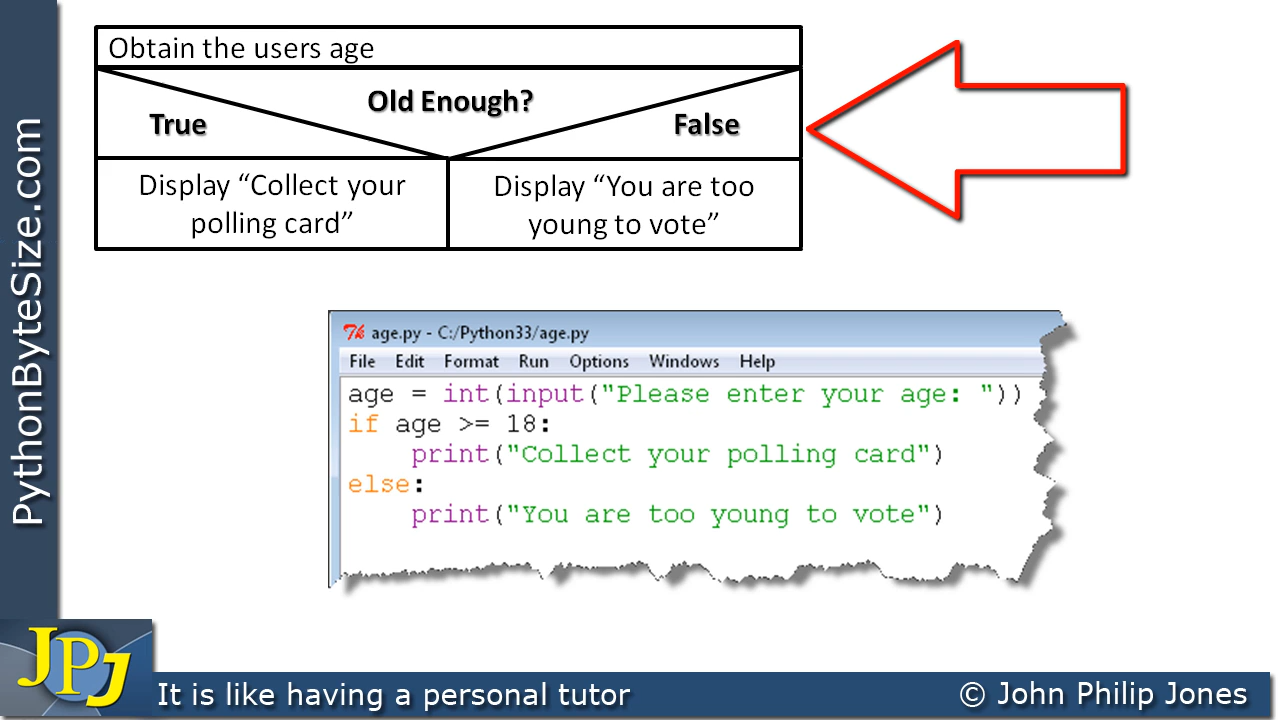 Obtain the users age
Old Enough?
True
False
Display “Collect your
polling card”
Display “You are too
young to vote”
PythonByteSize.com
7% age.py - C:/Python33/age.py
File Edit Format Run Options Windows Help
age = int(input("Please enter your age: "))
if age >= 18:
    print("Collect your polling card")
else:
    print("You are too young to vote")
JPJ
It is like having a personal tutor
© John Philip Jones